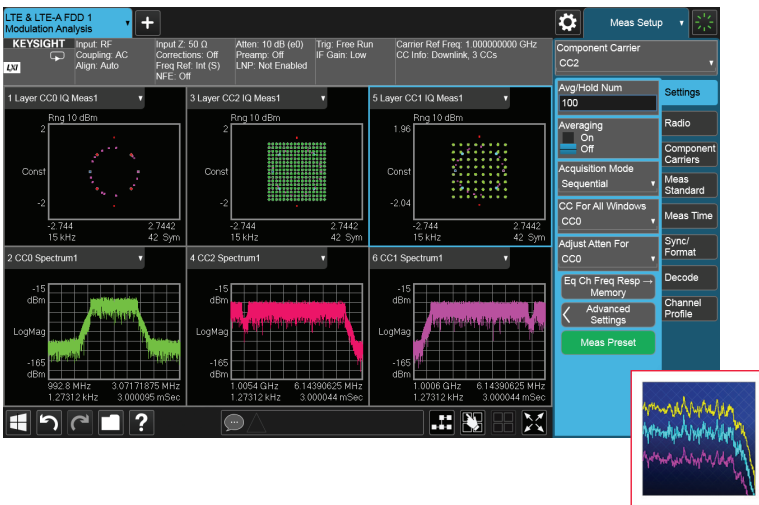 LTE & LTE-A FDD 1
Modulation Analysis
Meas Setup
KEYSIGHT
LXI
Input: RF
Coupling: AC
Align: Auto
Input Z: 50 Ω
Corrections: Off
Freq Ref: Int (S)
NFE: Off
Atten: 10 dB (e0)
Preamp: Off
LNP: Not Enabled
Trig: Free Run
IF Gain: Low
Carrier Ref Freq: 1.000000000 GHz
CC Info: Downlink, 3 CCs
Component Carrier
CC2
1 Layer CC0 IQ Meas1
Rng 10 dBm
2
Const
-2
-2.744
2.7442
15 kHz
42 Sym
3 Layer CC2 IQ Meas1
Rng 10 dBm
2
Const
-2
-2.744
2.7442
15 kHz
42 Sym
5 Layer CC1 IQ Meas1
Rng 10 dBm
1.96
Const
-2.04
-2.744
2.7442
15 kHz
42 Sym
2 CC0 Spectrum1
-15
dBm
LogMag
-165
dBm
992.8 MHz
3.07171875 MHz
1.27312 kHz
3.000095 mSec
4 CC2 Spectrum1
-15
dBm
LogMag
-165
dBm
1.0054 GHz
6.14390625 MHz
1.27312 kHz
3.000044 mSec
6 CC1 Spectrum1
-15
dBm
LogMag
-165
dBm
1.0006 GHz
6.14390625 MHz
1.27312 kHz
3.000044 mSec
Avg/Hold Num
100
Averaging
On
Off
Acquisition Mode
Sequential
CC For All Windows
CC0
Adjust Atten For
CC0
Eq Ch Freq Resp →
Memory
Advanced
Settings
Meas Preset
Settings
Radio
Component
Carriers
Meas
Standard
Meas Time
Sync/
Format
Decode
Channel
Profile